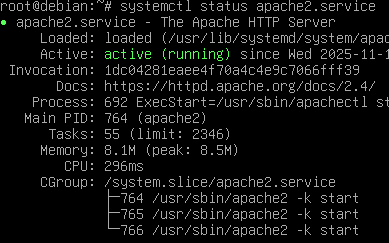 root@debian:~# systemctl status apache2.service
● apache2.service - The Apache HTTP Server
Loaded: loaded (/usr/lib/systemd/system/apac
Active: active (running) since Wed 2025-11-1
Invocation: 1dc04281eaee4f70a4c4e9c7066fff39
Docs: https://httpd.apache.org/docs/2.4/
Process: 692 ExecStart=/usr/sbin/apachectl st
Main PID: 764 (apache2)
Tasks: 55 (limit: 2346)
Memory: 8.1M (peak: 8.5M)
CPU: 296ms
CGroup: /system.slice/apache2.service
├─764 /usr/sbin/apache2 -k start
├─765 /usr/sbin/apache2 -k start
└─766 /usr/sbin/apache2 -k start